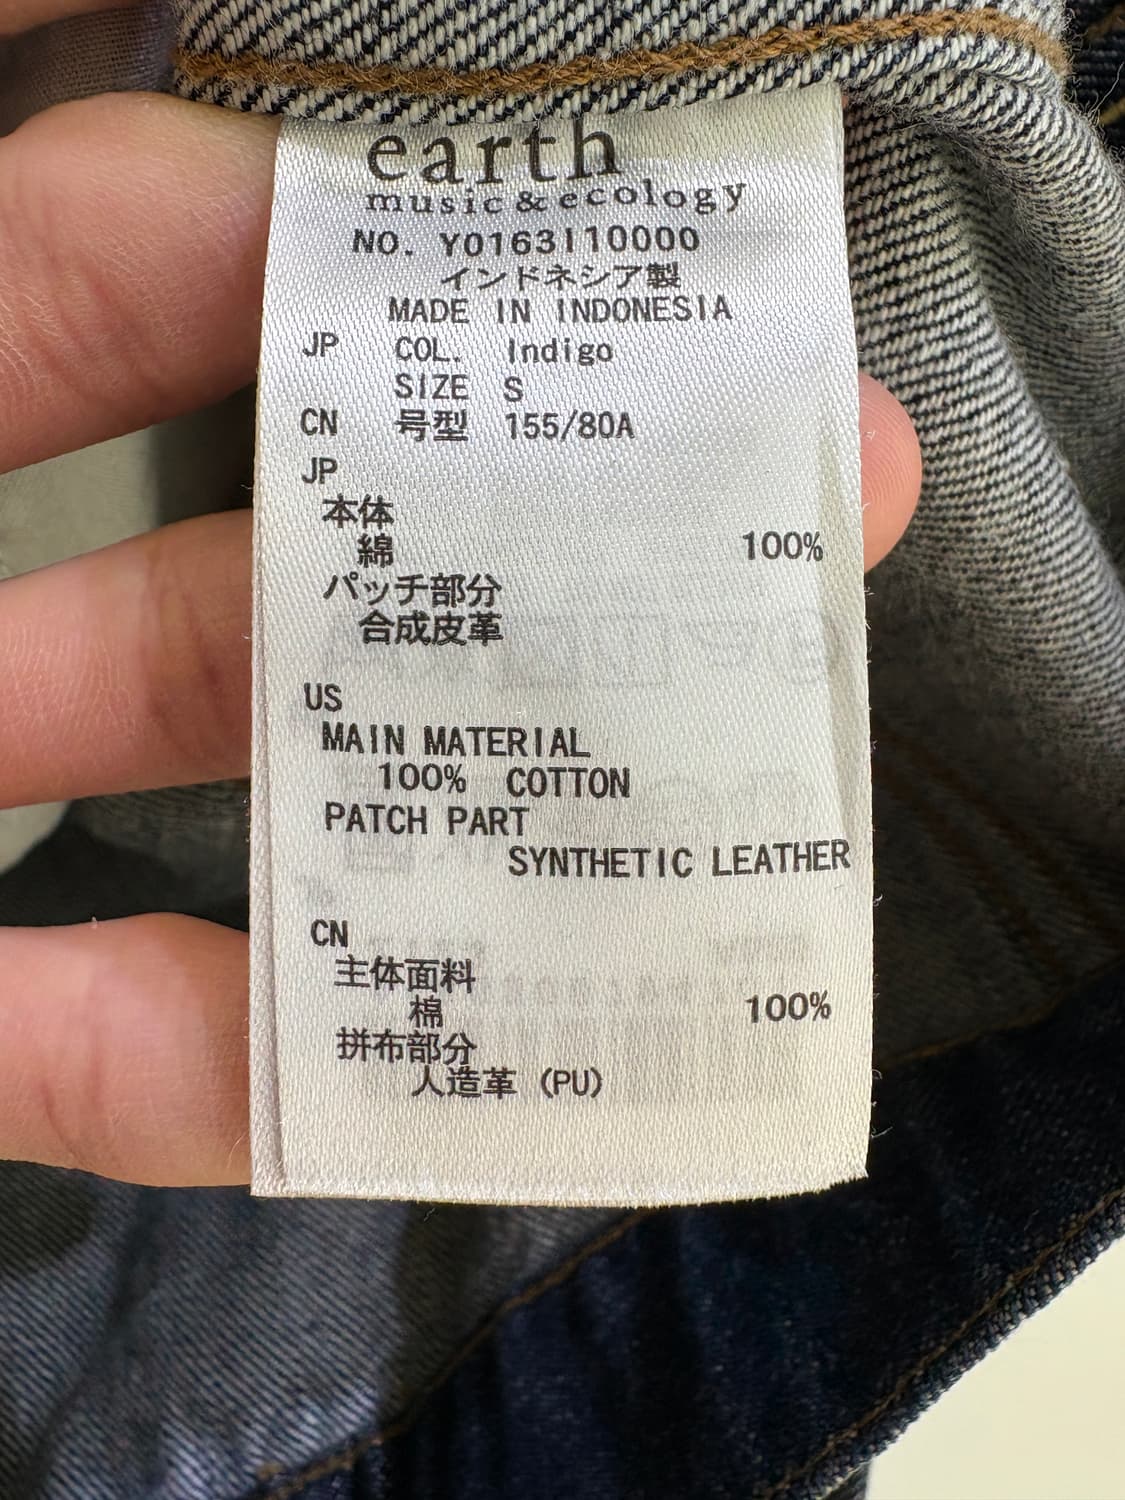 earth
music&ecology
NO. Y0163110000
インドネシア製
MADE IN INDONESIA
JP COL. Indigo
SIZE S
CN 号型 155/80A
JP
本体
綿 100%
パッチ部分
合成皮革
US
MAIN MATERIAL
100% COTTON
PATCH PART
SYNTHETIC LEATHER
CN
主体面料
棉 100%
拼布部分
人造革 (PU)